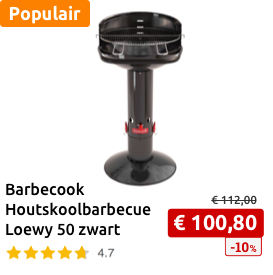 Populair
Barbecook
Houtskoolbarbecue
Loewy 50 zwart
€ 112,00
€ 100,80
-10%
4.7